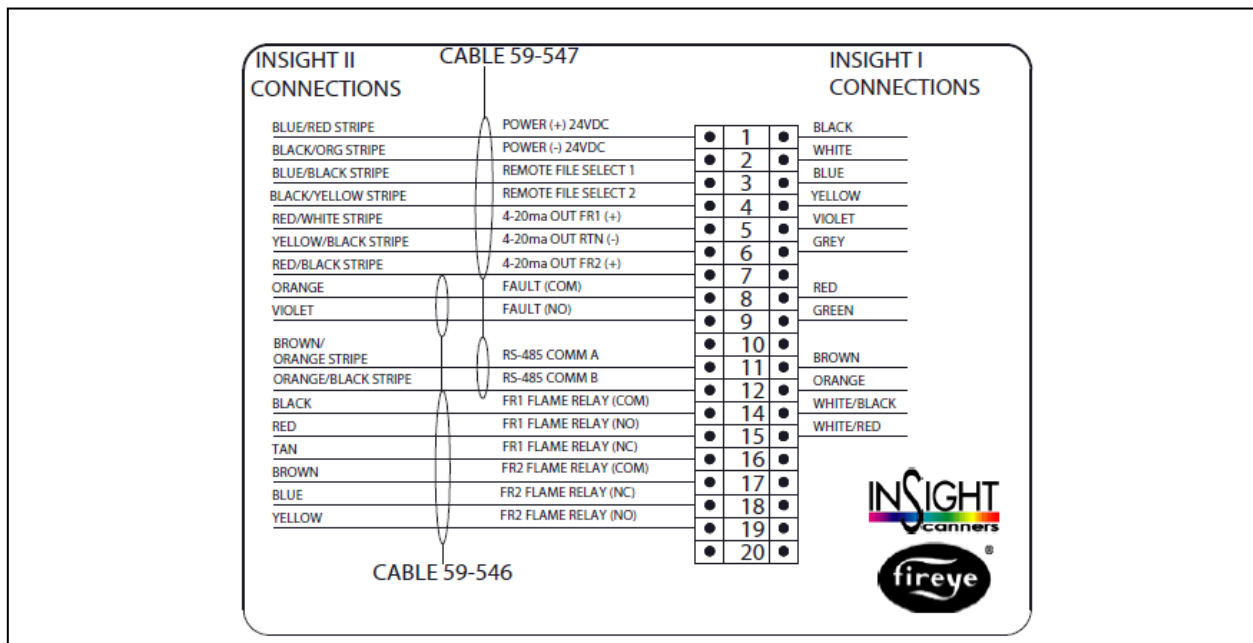 INSIGHT II
CONNECTIONS
CABLE 59-547
INSIGHT I
CONNECTIONS
BLUE/RED STRIPE POWER (+) 24VDC 1 BLACK
BLACK/ORG STRIPE POWER (-) 24VDC 2 WHITE
BLUE/BLACK STRIPE REMOTE FILE SELECT 1 3 BLUE
BLACK/YELLOW STRIPE REMOTE FILE SELECT 2 4 YELLOW
RED/WHITE STRIPE 4-20ma OUT FR1 (+) 5 VIOLET
YELLOW/BLACK STRIPE 4-20ma OUT RTN (-) 6 GREY
RED/BLACK STRIPE 4-20ma OUT FR2 (+) 7
ORANGE FAULT (COM) 8 RED
VIOLET FAULT (NO) 9 GREEN
10
BROWN/
ORANGE STRIPE RS-485 COMM A 11 BROWN
ORANGE/BLACK STRIPE RS-485 COMM B 12 ORANGE
BLACK FR1 FLAME RELAY (COM) 14 WHITE/BLACK
RED FR1 FLAME RELAY (NO) 15 WHITE/RED
TAN FR1 FLAME RELAY (NC) 16
BROWN FR2 FLAME RELAY (COM) 17
BLUE FR2 FLAME RELAY (NC) 18
YELLOW FR2 FLAME RELAY (NO) 19
20
CABLE 59-546
INSIGHT
Scanners
fireye ®